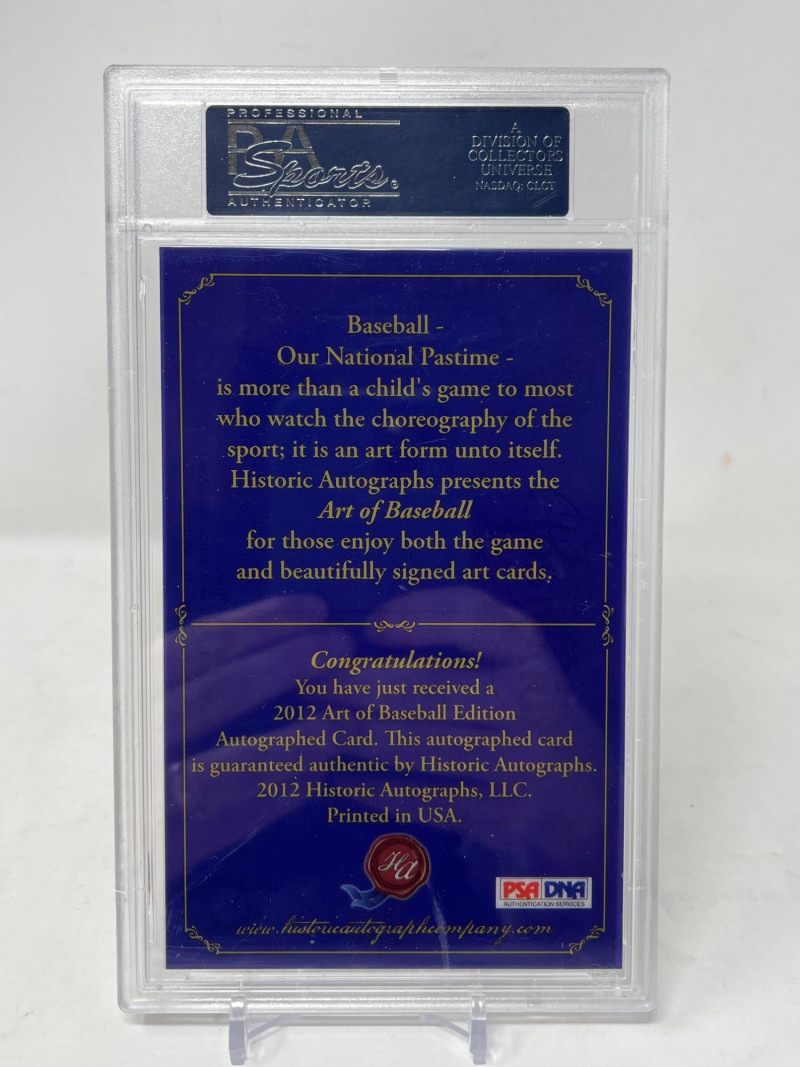 PROFESSIONAL
PSA
Sports
AUTHENTICATOR
A
DIVISION OF
COLLECTORS
UNIVERSE
NASDAQ: CLCT
Baseball -
Our National Pastime -
is more than a child's game to most
who watch the choreography of the
sport; it is an art form unto itself.
Historic Autographs presents the
Art of Baseball
for those enjoy both the game
and beautifully signed art cards.
Congratulations!
You have just received a
2012 Art of Baseball Edition
Autographed Card. This autographed card
is guaranteed authentic by Historic Autographs.
2012 Historic Autographs, LLC.
Printed in USA.
HA
PSA DNA
AUTHENTICATION SERVICES
www.historicautographcompany.com